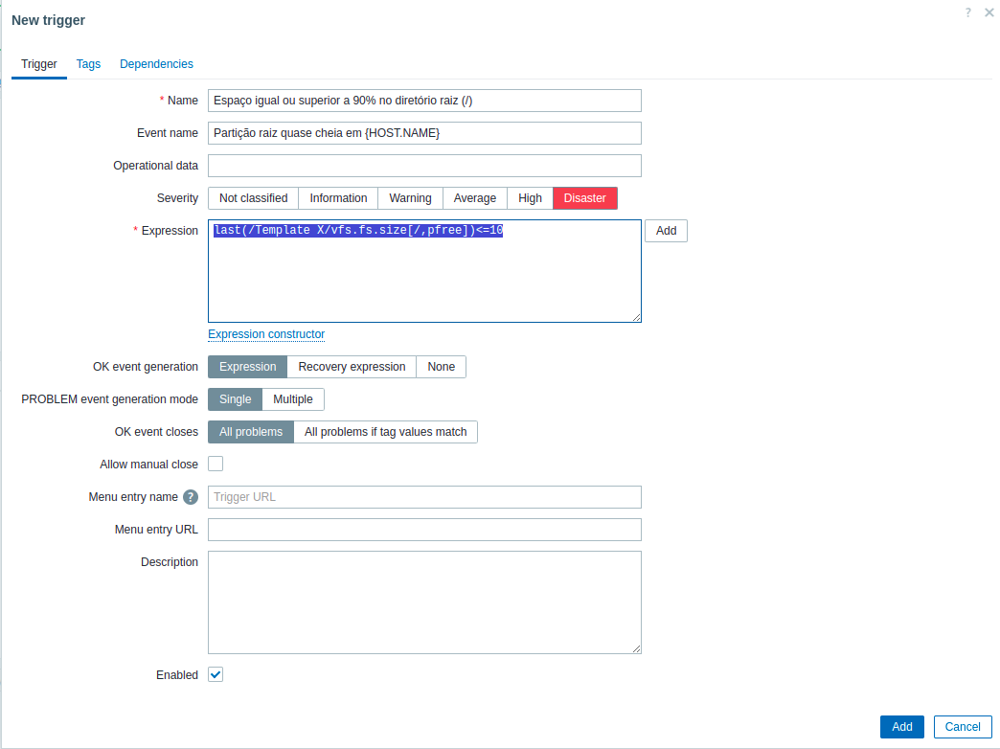 New trigger
?
Trigger Tags Dependencies
* Name Espaço igual ou superior a 90% no diretório raiz (/)
Event name Partição raiz quase cheia em {HOST.NAME}
Operational data
Severity Not classified Information Warning Average High Disaster
* Expression last(/Template X/vfs.fs.size[/,pfree])<=10 Add
Expression constructor
OK event generation Expression Recovery expression None
PROBLEM event generation mode Single Multiple
OK event closes All problems All problems if tag values match
Allow manual close
Menu entry name ? Trigger URL
Menu entry URL
Description
Enabled
Add Cancel